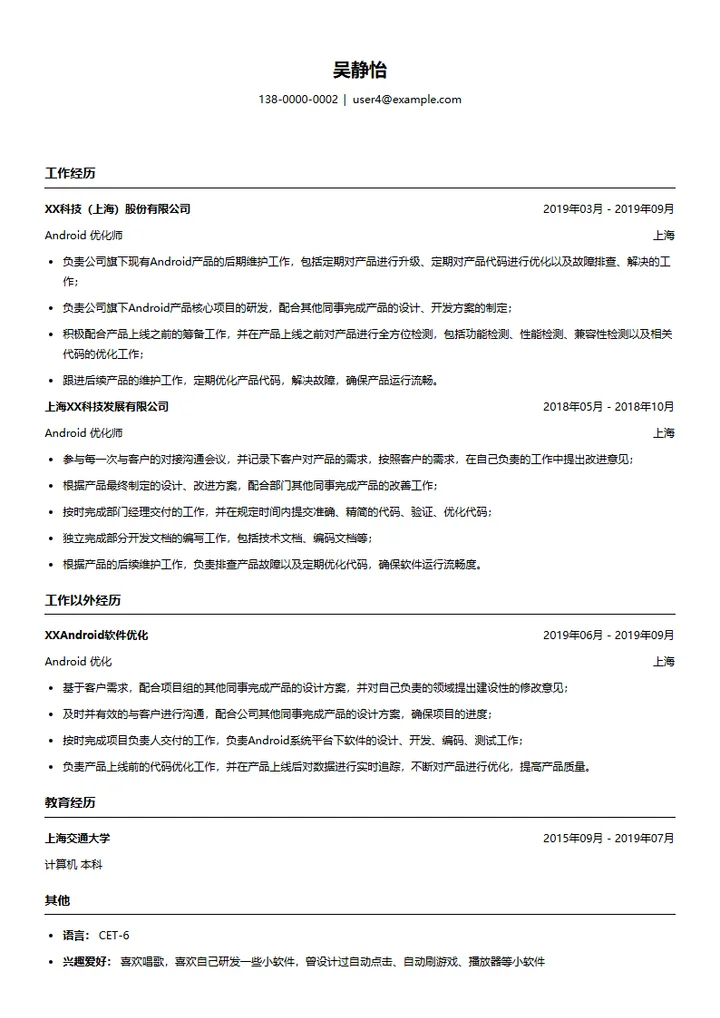 吴静怡
138-0000-0002 | user4@example.com
工作经历
XX科技（上海）股份有限公司 2019年03月 - 2019年09月
Android 优化师 上海
• 负责公司旗下现有Android产品的后期维护工作，包括定期对产品进行升级、定期对产品代码进行优化以及故障排查、解决的工
作；
• 负责公司旗下Android产品核心项目的研发，配合其他同事完成产品的设计、开发方案的制定；
• 积极配合产品上线之前的筹备工作，并在产品上线之前对产品进行全方位检测，包括功能检测、性能检测、兼容性检测以及相关
代码的优化工作；
• 跟进后续产品的维护工作，定期优化产品代码，解决故障，确保产品运行流畅。
上海XX科技发展有限公司 2018年05月 - 2018年10月
Android 优化师 上海
• 参与每一次与客户的对接沟通会议，并记录下客户对产品的需求，按照客户的需求，在自己负责的工作中提出改进意见；
• 根据产品最终制定的设计、改进方案，配合部门其他同事完成产品的改善工作；
• 按时完成部门经理交付的工作，并在规定时间内提交准确、精简的代码、验证、优化代码；
• 独立完成部分开发文档的编写工作，包括技术文档、编码文档等；
• 根据产品的后续维护工作，负责排查产品故障以及定期优化代码，确保软件运行流畅度。
工作以外经历
XXAndroid软件优化 2019年06月 - 2019年09月
Android 优化 上海
• 基于客户需求，配合项目组的其他同事完成产品的设计方案，并对自己负责的领域提出建设性的修改意见；
• 及时并有效的与客户进行沟通，配合公司其他同事完成产品的设计方案，确保项目的进度；
• 按时完成项目负责人交付的工作，负责Android系统平台下软件的设计、开发、编码、测试工作；
• 负责产品上线前的代码优化工作，并在产品上线后对数据进行实时追踪，不断对产品进行优化，提高产品质量。
教育经历
上海交通大学 2015年09月 - 2019年07月
计算机 本科
其他
• 语言： CET-6
• 兴趣爱好： 喜欢唱歌，喜欢自己研发一些小软件，曾设计过自动点击、自动刷游戏、播放器等小软件